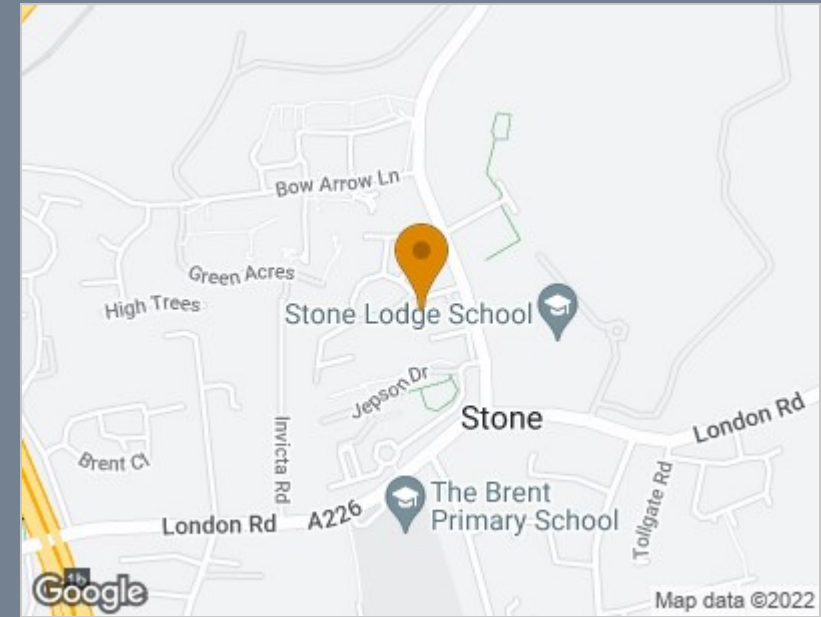 Bow Arrow Ln
Green Acres
High Trees
Stone Lodge School
Jepson Dr
Stone
London Rd
Brent Cl
Invicta Rd
Tollgate Rd
The Brent
Primary School
London Rd
A226
1b
Google
Map data ©2022